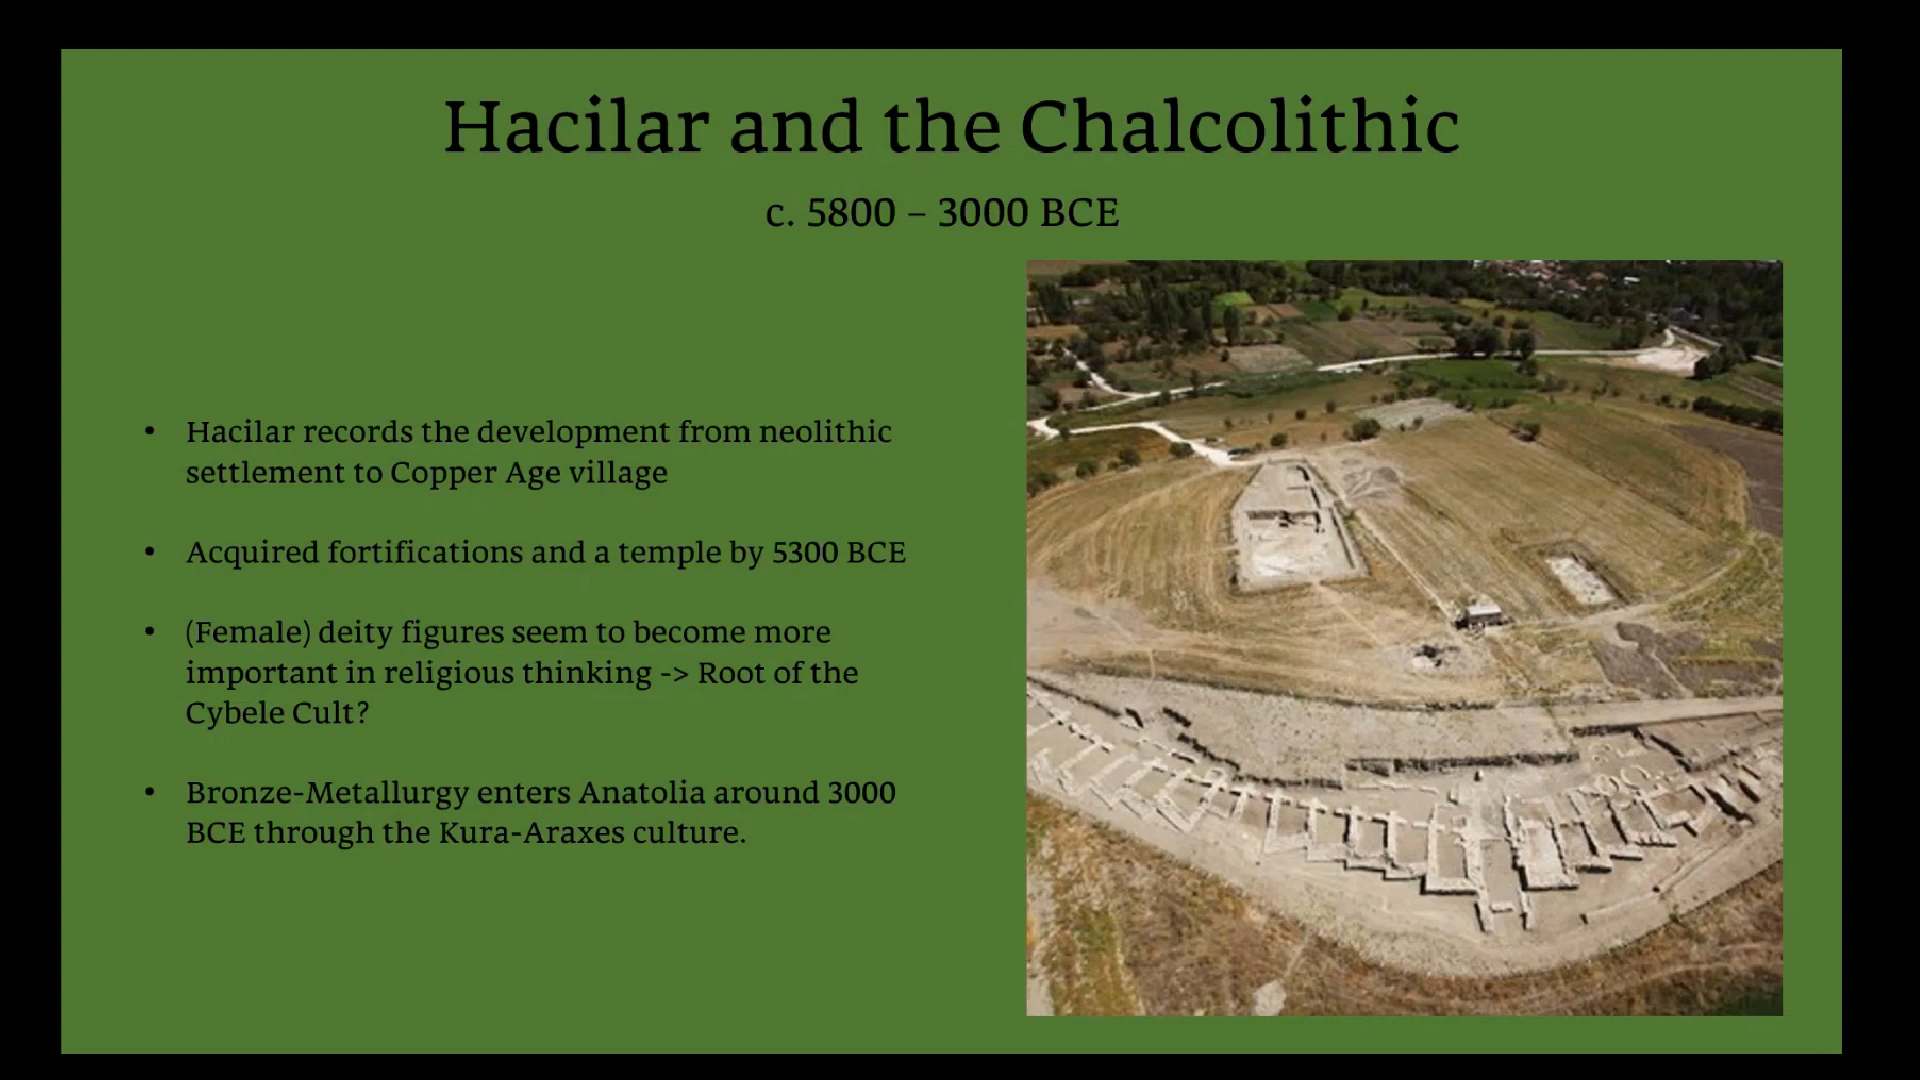 Hacilar and the Chalcolithic
c. 5800 – 3000 BCE
• Hacilar records the development from neolithic
settlement to Copper Age village
• Acquired fortifications and a temple by 5300 BCE
• (Female) deity figures seem to become more
important in religious thinking -> Root of the
Cybele Cult?
• Bronze-Metallurgy enters Anatolia around 3000
BCE through the Kura-Araxes culture.